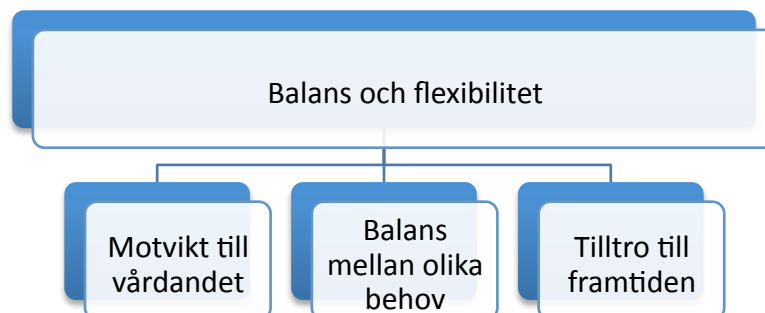 Balans och flexibilitet
Motvikt till
vårdandet
Balans
mellan olika
behov
Tilltro till
framtiden